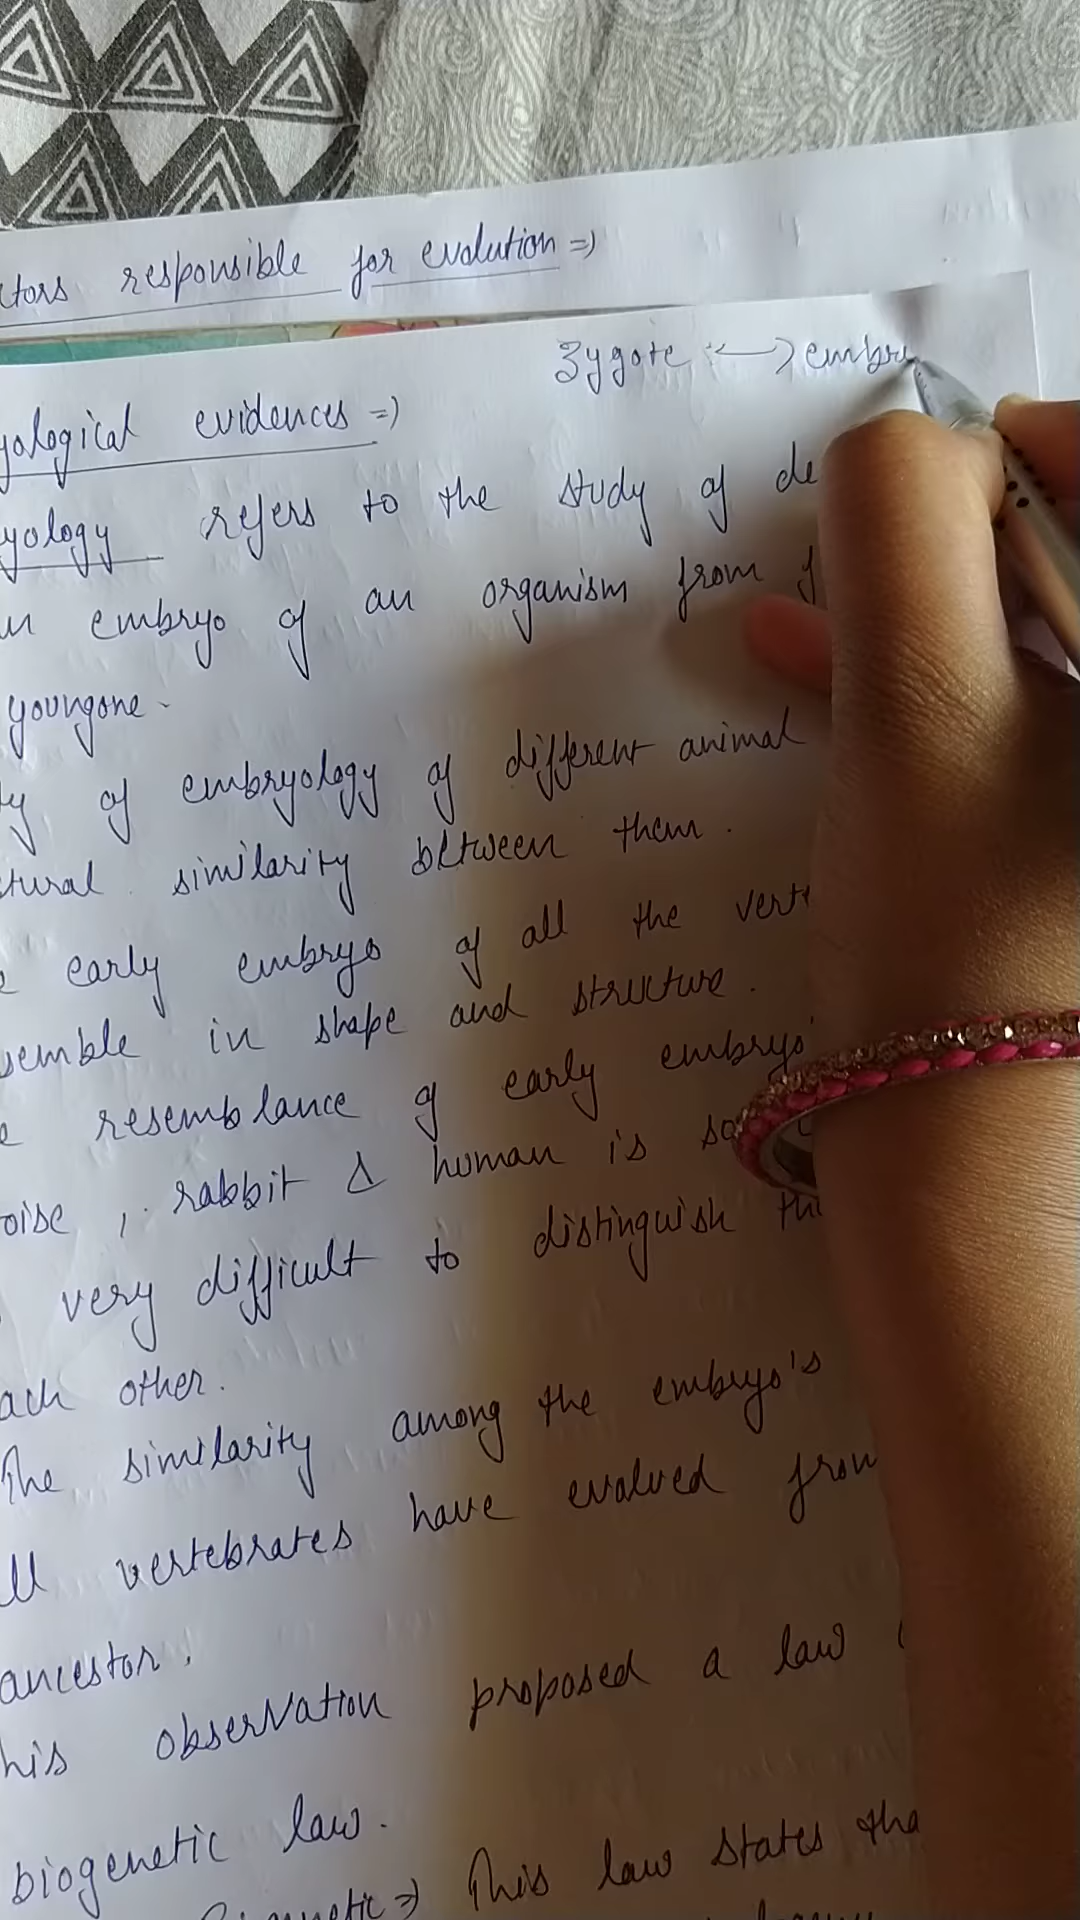 ctors responsible for evolution =>
Zygote :—> embry
yological evidences =>
yology refers to the study of de
embryo of an organism from f
youngone.
of embryology of different animal
tural similarity between them.
early embryo of all the vert
semble in shape and structure.
resemblance of early embryo'
oise, rabbit & human is so
very difficult to distinguish th
ach other.
The similarity among the embryo's
ll vertebrates have evolved from
ancestor.
his observation proposed a law
biogenetic law.
=> This law states tha